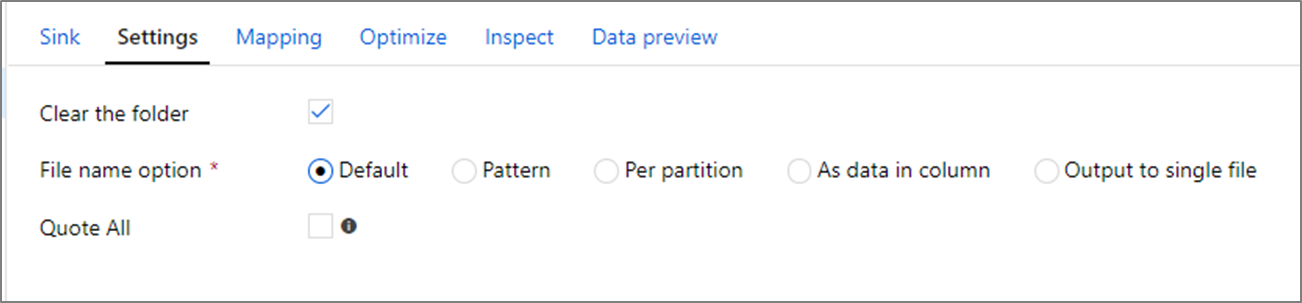 Sink Settings Mapping Optimize Inspect Data preview
Clear the folder
File name option * Default Pattern Per partition As data in column Output to single file
Quote All